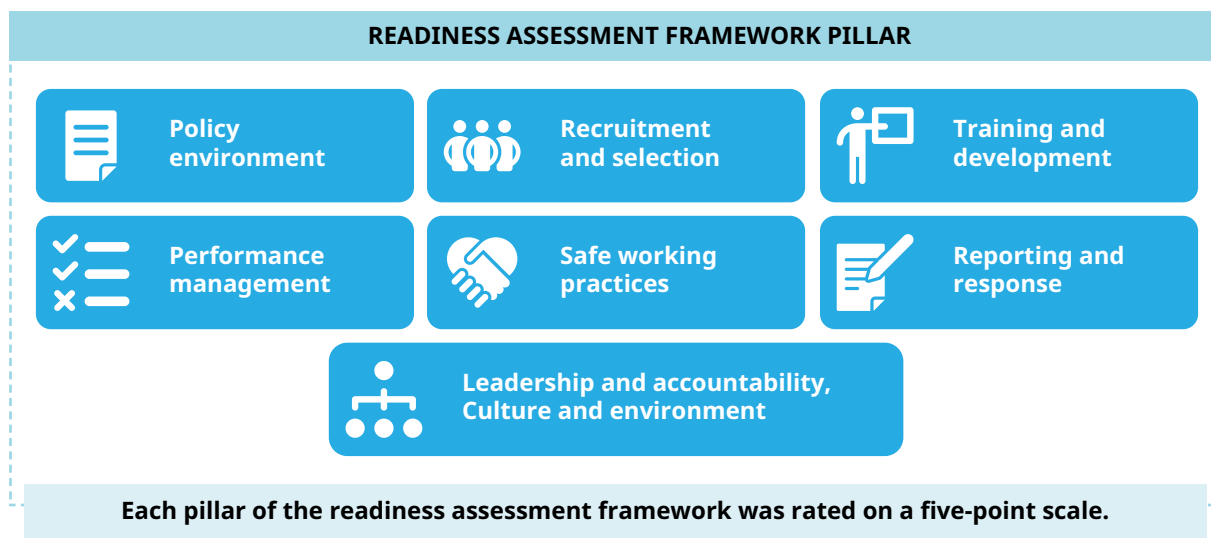 READINESS ASSESSMENT FRAMEWORK PILLAR
Policy
environment
Recruitment
and selection
Training and
development
Performance
management
Safe working
practices
Reporting and
response
Leadership and accountability,
Culture and environment
Each pillar of the readiness assessment framework was rated on a five-point scale.